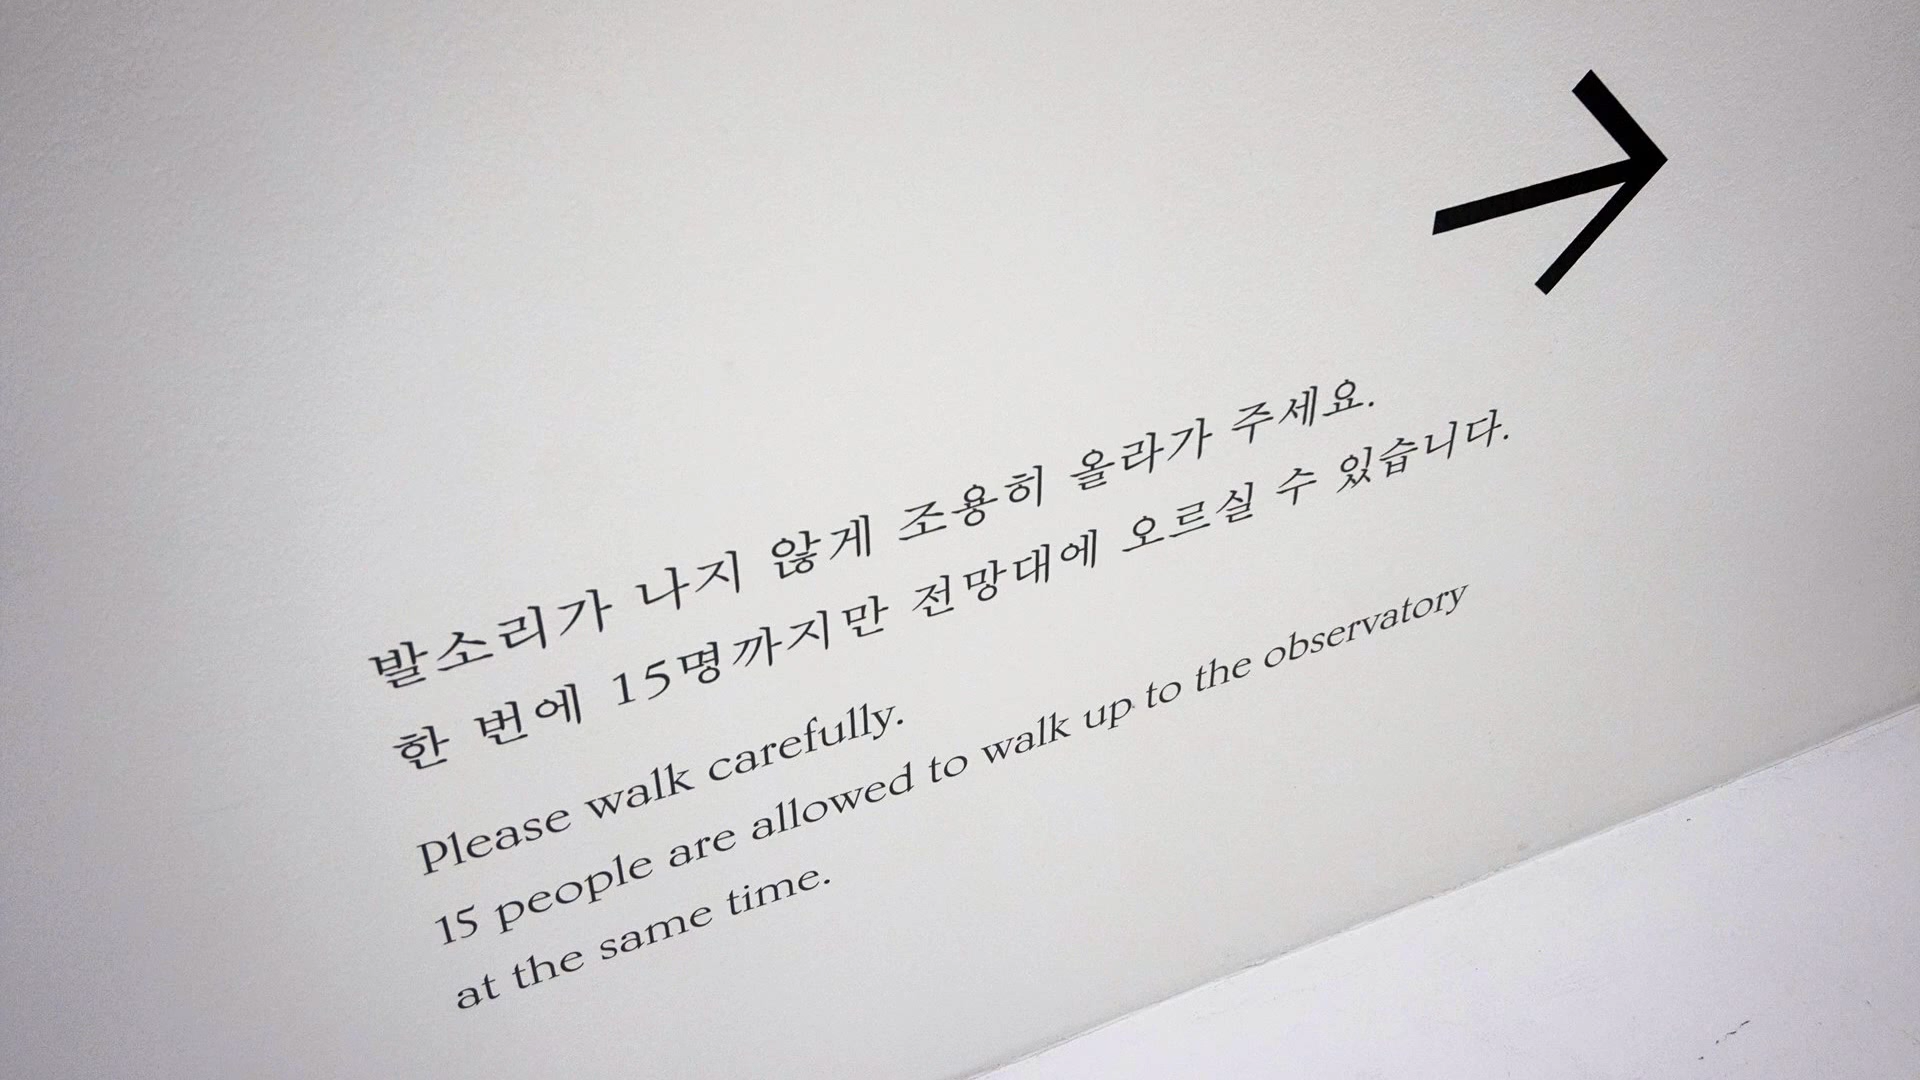 발소리가 나지 않게 조용히 올라가 주세요.
한 번에 15명까지만 전망대에 오르실 수 있습니다.
Please walk carefully.
15 people are allowed to walk up to the observatory
at the same time.